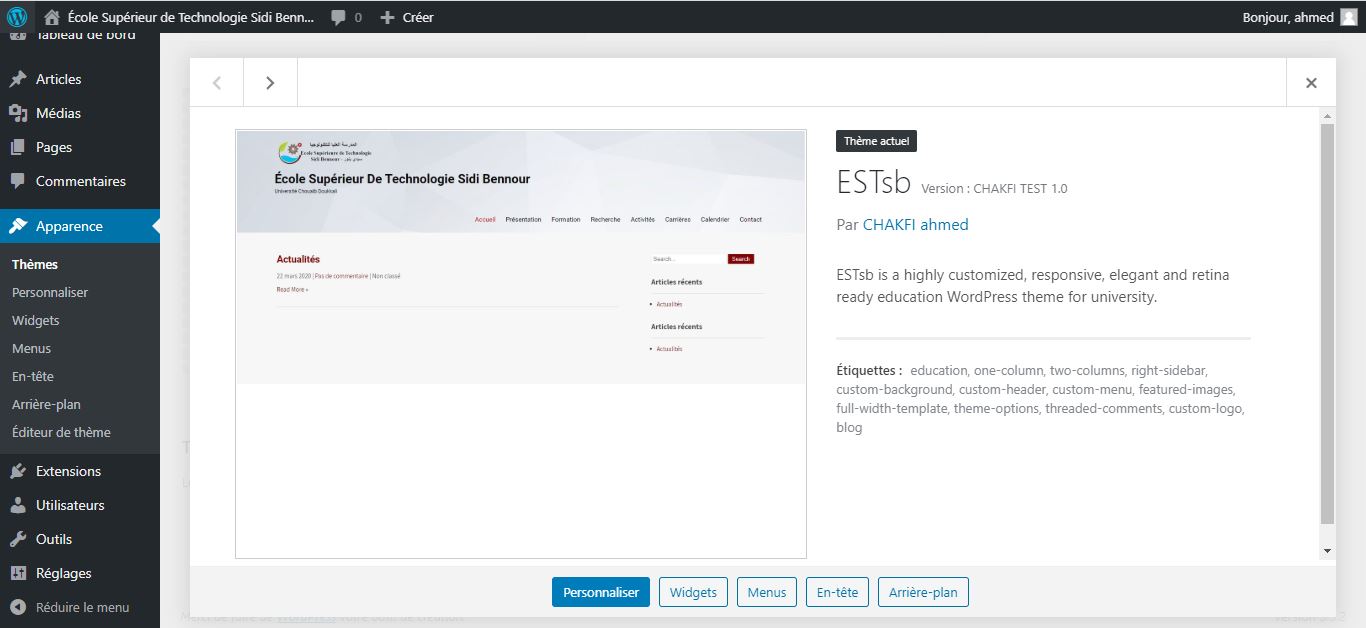 École Supérieur de Technologie Sidi Benn...
0
Créer
Bonjour, ahmed
Tableau de bord
Articles
Médias
Pages
Commentaires
Apparence
Thèmes
Personnaliser
Widgets
Menus
En-tête
Arrière-plan
Éditeur de thème
Extensions
Utilisateurs
Outils
Réglages
Réduire le menu
المدرسة العليا للتكنولوجيا
Ecole Supérieure de Technologie
Sidi Bennour - سيدي بنور
École Supérieur De Technologie Sidi Bennour
Université Chouaib Doukkali
Accueil Présentation Formation Recherche Activités Carrières Calendrier Contact
Actualités
22 mars 2020 | Pas de commentaire | Non classé
Read More »
Search... Search
Articles récents
Actualités
Articles récents
Actualités
Thème actuel
ESTsb Version : CHAKFI TEST 1.0
Par CHAKFI ahmed
ESTsb is a highly customized, responsive, elegant and retina
ready education WordPress theme for university.
Étiquettes : education, one-column, two-columns, right-sidebar,
custom-background, custom-header, custom-menu, featured-images,
full-width-template, theme-options, threaded-comments, custom-logo,
blog
Personnaliser Widgets Menus En-tête Arrière-plan